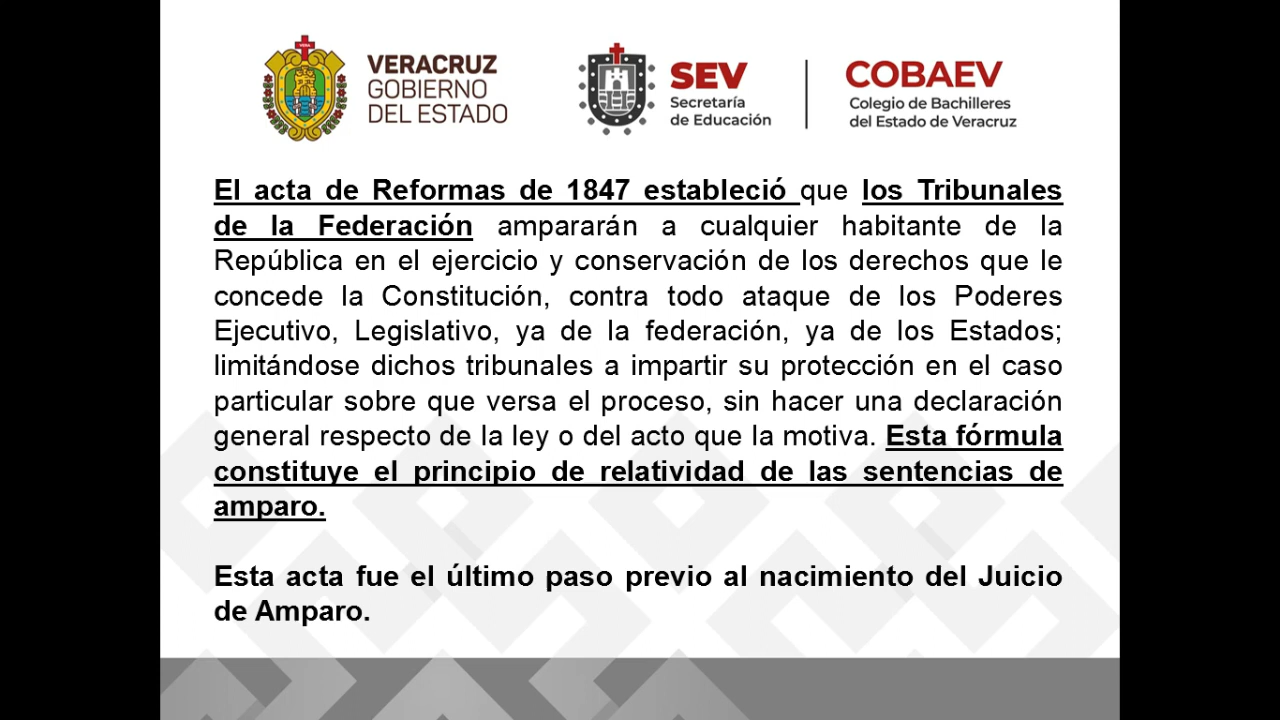 VERACRUZ
GOBIERNO
DEL ESTADO
SEV
Secretaría
de Educación
COBAEV
Colegio de Bachilleres
del Estado de Veracruz
El acta de Reformas de 1847 estableció que los Tribunales
de la Federación ampararán a cualquier habitante de la
República en el ejercicio y conservación de los derechos que le
concede la Constitución, contra todo ataque de los Poderes
Ejecutivo, Legislativo, ya de la federación, ya de los Estados;
limitándose dichos tribunales a impartir su protección en el caso
particular sobre que versa el proceso, sin hacer una declaración
general respecto de la ley o del acto que la motiva. Esta fórmula
constituye el principio de relatividad de las sentencias de
amparo.
Esta acta fue el último paso previo al nacimiento del Juicio
de Amparo.